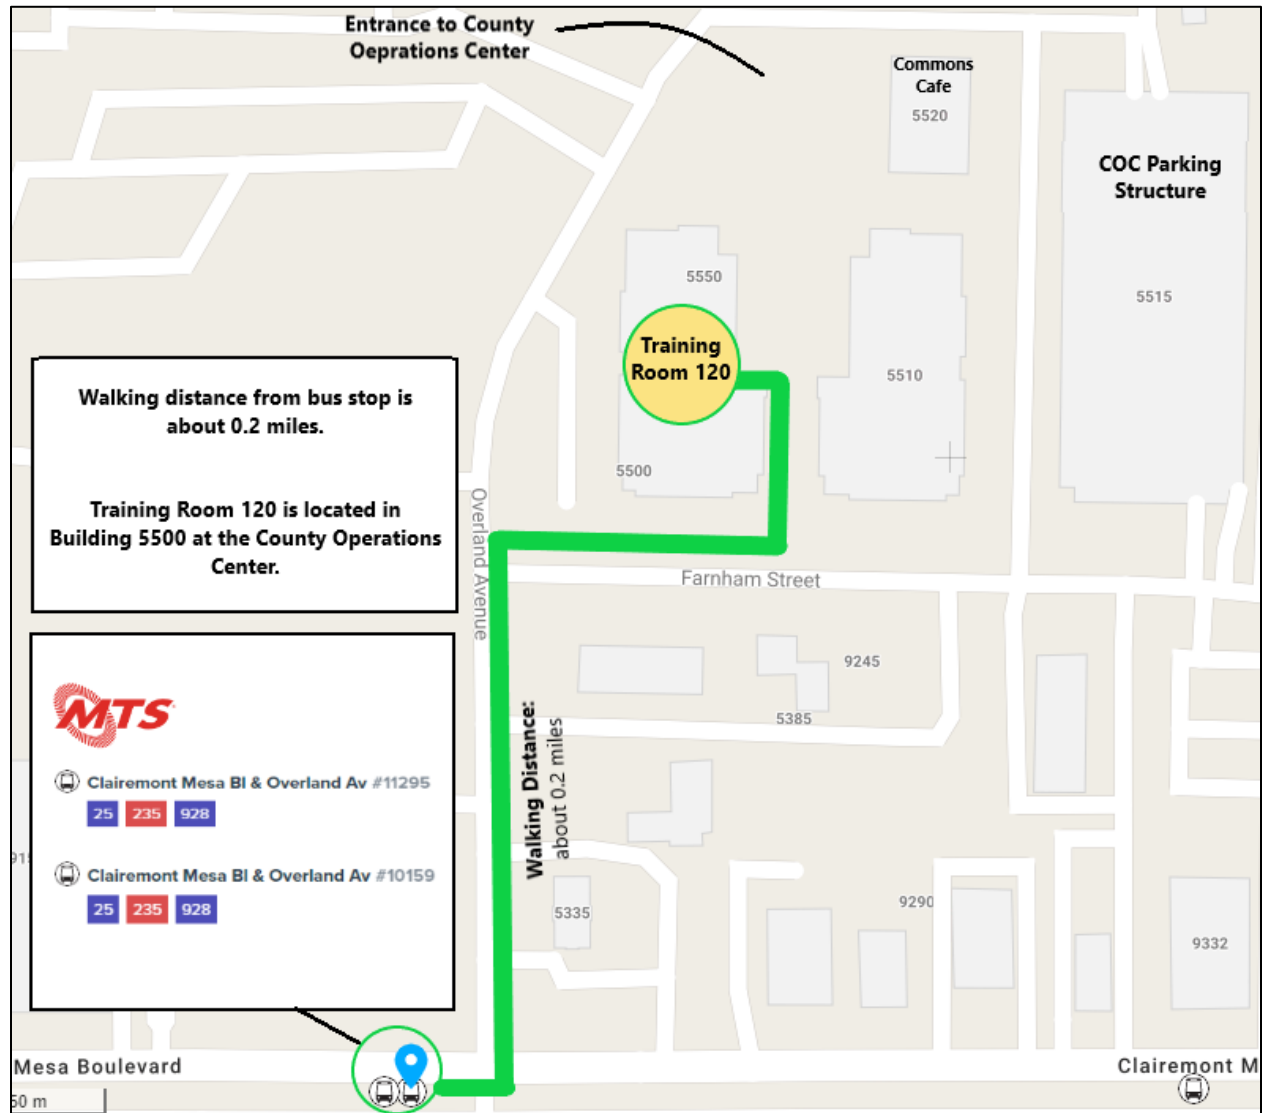 Entrance to County
Oeprations Center
Commons
Cafe
5520
COC Parking
Structure
5550
5515
Training
Room 120
5510
Walking distance from bus stop is
about 0.2 miles.
5500
Training Room 120 is located in
Building 5500 at the County Operations
Center.
Overland Avenue
Farnham Street
9245
5385
MTS
Walking Distance:
about 0.2 miles
Clairemont Mesa Bl & Overland Av #11295
25 235 928
Clairemont Mesa Bl & Overland Av #10159
25 235 928
5335
9290
9332
Mesa Boulevard
Clairemont M
50 m